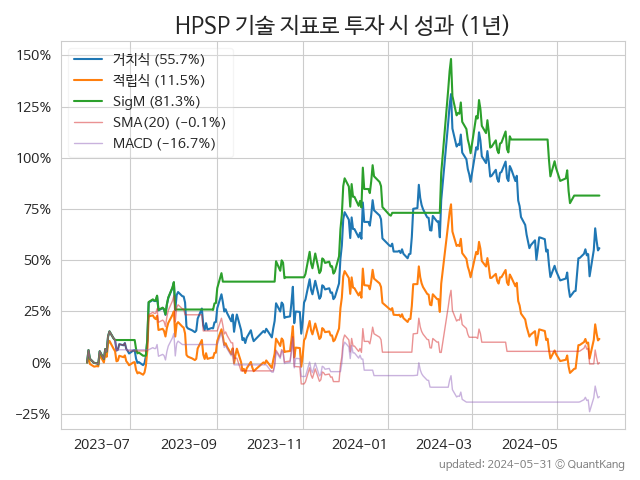 HPSP 기술 지표로 투자 시 성과 (1년)
150%
125%
100%
75%
50%
25%
0%
−25%
거치식 (55.7%)
적립식 (11.5%)
SigM (81.3%)
SMA(20) (−0.1%)
MACD (−16.7%)
2023-07
2023-09
2023-11
2024-01
2024-03
2024-05
updated: 2024-05-31 © QuantKang